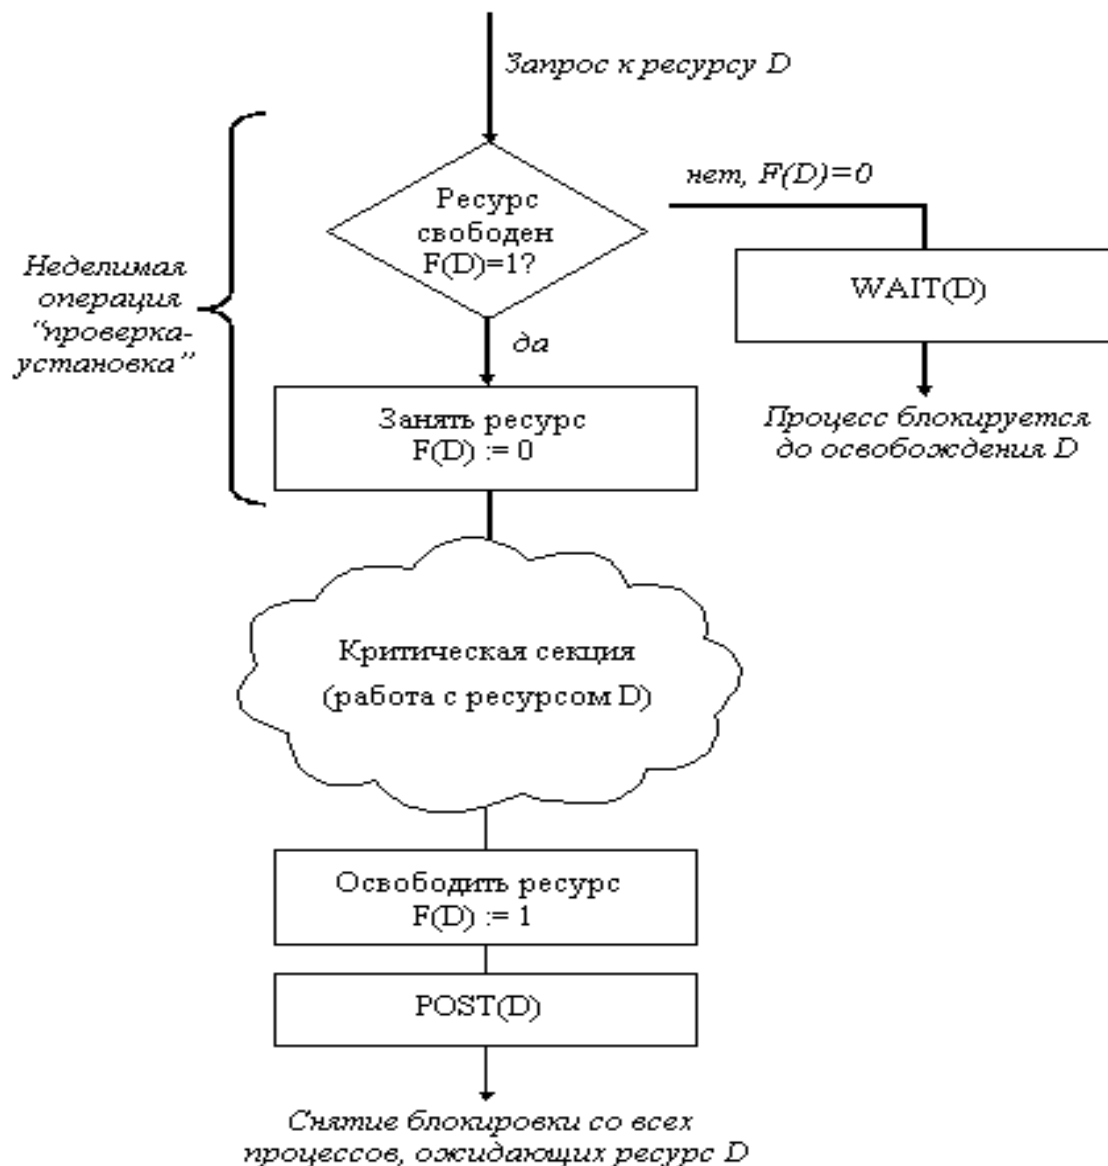 Запрос к ресурсу D
нет, F(D)=0
Ресурс
свободен
F(D)=1?
WAIT(D)
Неделимая
операция
“проверка-
установка”
да
Занять ресурс
F(D) := 0
Процесс блокируется
до освобождения D
Критическая секция
(работа с ресурсом D)
Освободить ресурс
F(D) := 1
POST(D)
Снятие блокировки со всех
процессов, ожидающих ресурс D